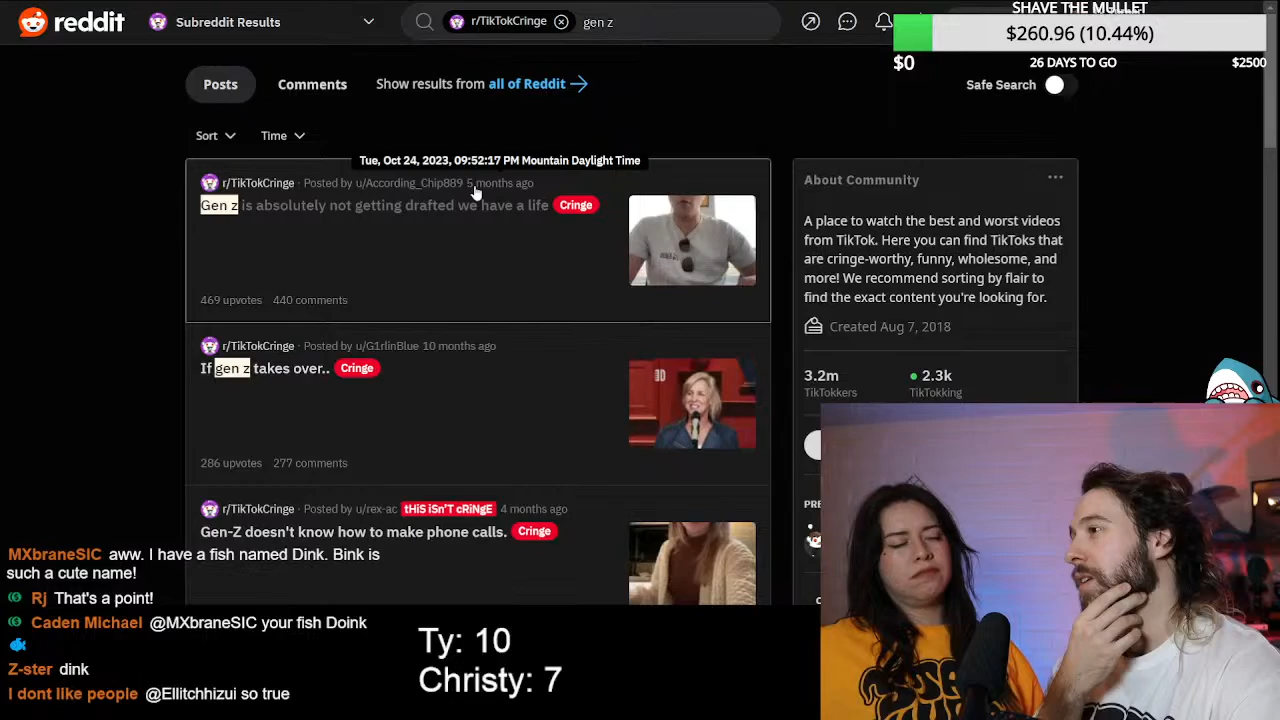 reddit
Subreddit Results
r/TikTokCringe
gen z
SHAVE THE MULLET
$260.96 (10.44%)
$0
26 DAYS TO GO
$2500
Posts
Comments
Show results from all of Reddit
Safe Search
Sort
Time
Tue, Oct 24, 2023, 09:52:17 PM Mountain Daylight Time
r/TikTokCringe · Posted by u/According_Chip889 5 months ago
Gen z is absolutely not getting drafted we have a life Cringe
469 upvotes 440 comments
r/TikTokCringe · Posted by u/G1rlinBlue 10 months ago
If gen z takes over.. Cringe
286 upvotes 277 comments
r/TikTokCringe · Posted by u/rex-ac tHiS iSn'T cRiNgE 4 months ago
Gen-Z doesn't know how to make phone calls. Cringe
About Community
A place to watch the best and worst videos
from TikTok. Here you can find TikToks that
are cringe-worthy, funny, wholesome, and
more! We recommend sorting by flair to
find the exact content you're looking for.
Created Aug 7, 2018
3.2m
2.3k
TikTokkers
TikTokking
MXbraneSIC aww. I have a fish named Dink. Bink is
such a cute name!
Rj That's a point!
Caden Michael @MXbraneSIC your fish Doink
Z-ster dink
I dont like people @Ellitchhizui so true
Ty: 10
Christy: 7